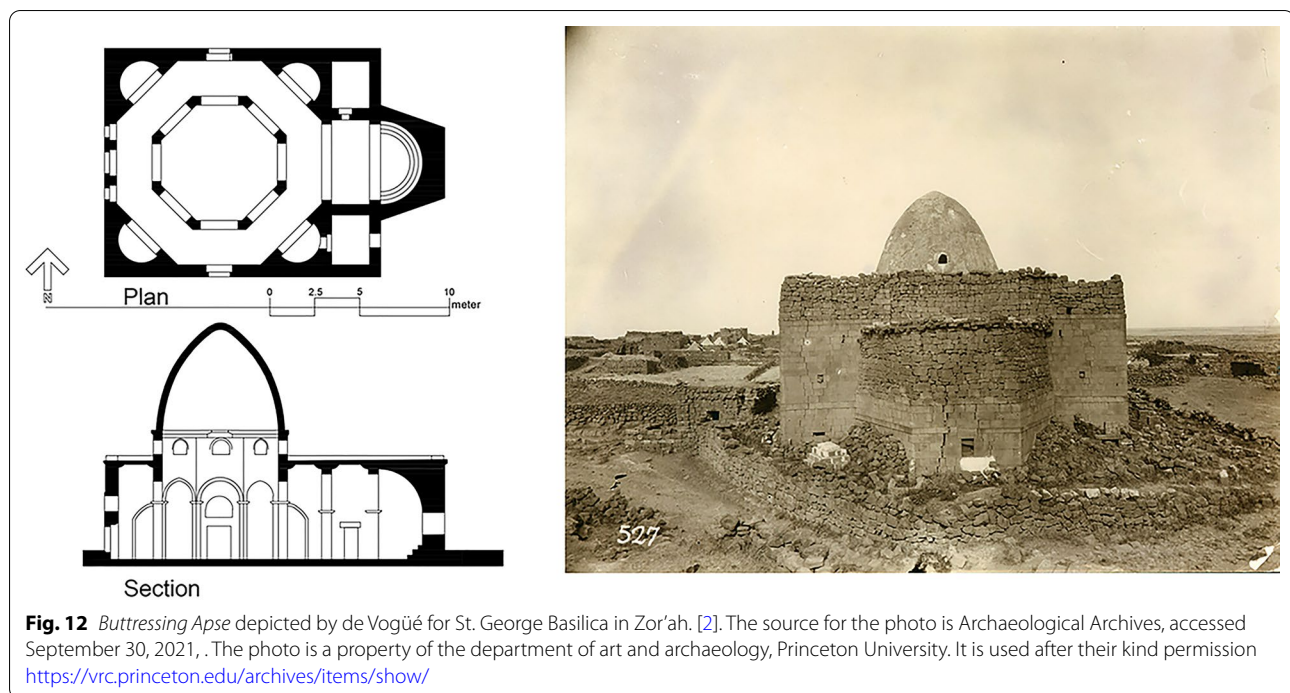 N
Plan
0 2.5 5 10
meter
Section
527
Fig. 12 Buttressing Apse depicted by de Vogüé for St. George Basilica in Zor’ah. [2]. The source for the photo is Archaeological Archives, accessed
September 30, 2021, . The photo is a property of the department of art and archaeology, Princeton University. It is used after their kind permission
https://vrc.princeton.edu/archives/items/show/